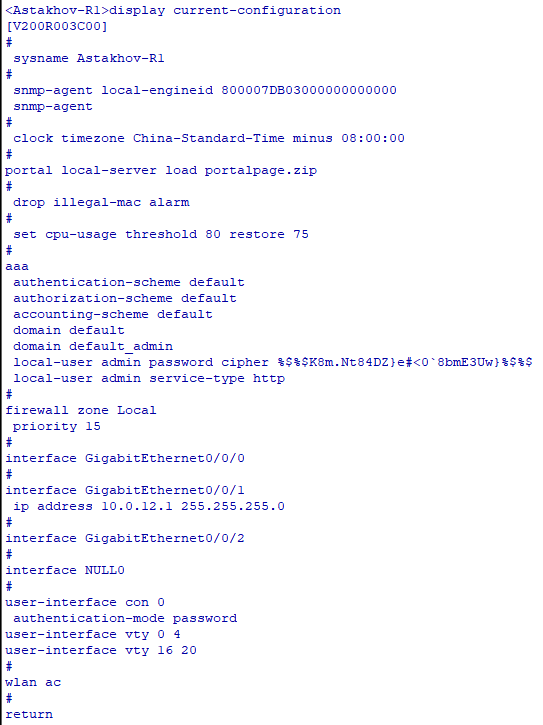 <Astakhov-R1>display current-configuration
[V200R003C00]
#
 sysname Astakhov-R1
#
 snmp-agent local-engineid 800007DB03000000000000
 snmp-agent
#
 clock timezone China-Standard-Time minus 08:00:00
#
portal local-server load portalpage.zip
#
 drop illegal-mac alarm
#
 set cpu-usage threshold 80 restore 75
#
aaa
 authentication-scheme default
 authorization-scheme default
 accounting-scheme default
 domain default
 domain default_admin
 local-user admin password cipher %$%$K8m.Nt84DZ}e#<0`8bmE3Uw}%$%$
 local-user admin service-type http
#
firewall zone Local
 priority 15
#
interface GigabitEthernet0/0/0
#
interface GigabitEthernet0/0/1
 ip address 10.0.12.1 255.255.255.0
#
interface GigabitEthernet0/0/2
#
interface NULL0
#
user-interface con 0
 authentication-mode password
user-interface vty 0 4
user-interface vty 16 20
#
wlan ac
#
return